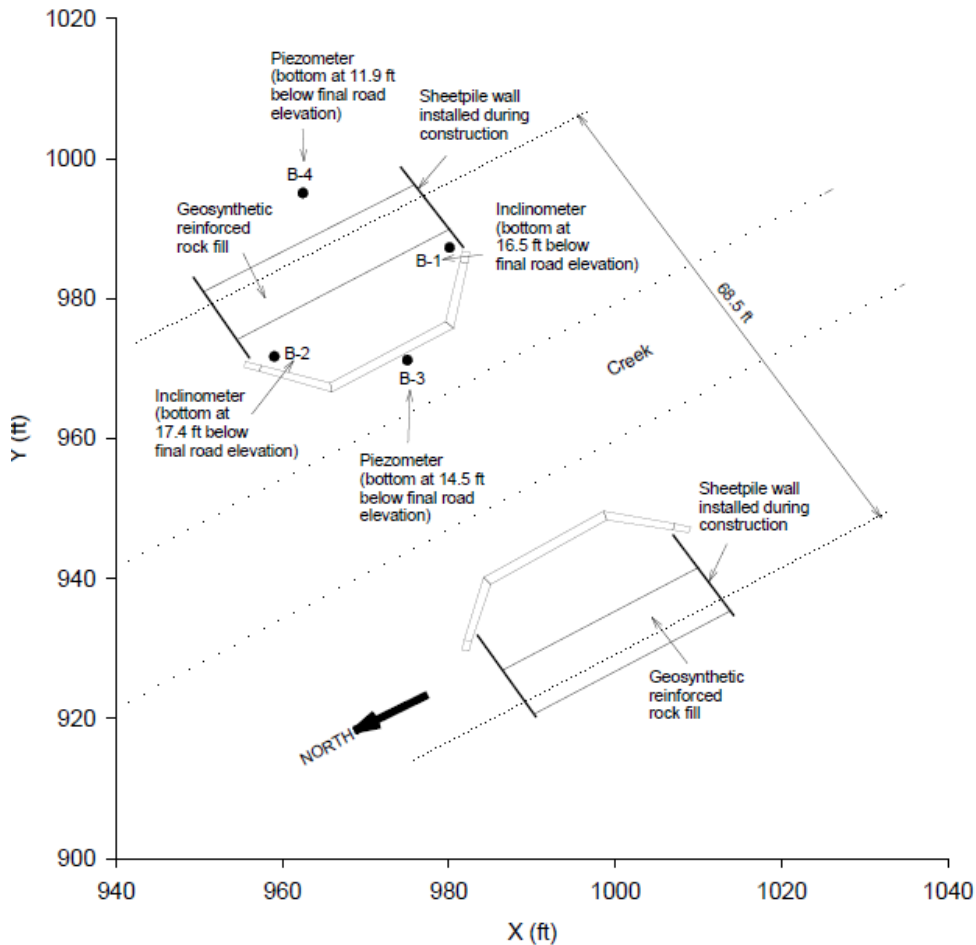 1020
1000
980
960
940
920
900
Y (ft)
Piezometer
(bottom at 11.9 ft
below final road
elevation)
B-4
Sheetpile wall
installed during
construction
Geosynthetic
reinforced
rock fill
Inclinometer
(bottom at
16.5 ft below
final road elevation)
B-1
68.5 ft
B-2
B-3
Creek
Inclinometer
(bottom at
17.4 ft below
final road elevation)
Piezometer
(bottom at 14.5 ft
below final road
elevation)
Sheetpile wall
installed during
construction
Geosynthetic
reinforced
rock fill
NORTH
940
960
980
1000
1020
1040
X (ft)